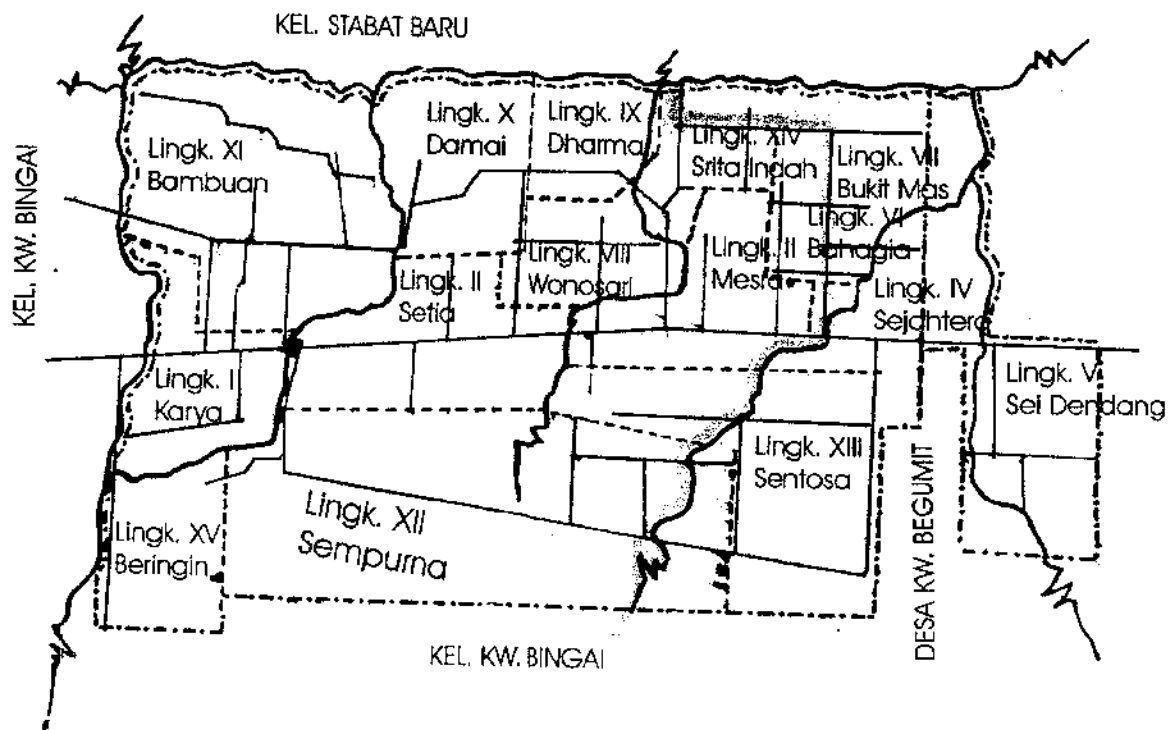 KEL. STABAT BARU
KEL. KW. BINGAI
Lingk. XI
Bambuan
Lingk. X
Damai
Lingk. IX
Dharma
Lingk. XIV
Srita Indah
Lingk. VII
Bukit Mas
Lingk. VI
Bahagia
Lingk. II
Setia
Lingk. VIII
Wonosari
Lingk. II
Mesra
Lingk. IV
Sejahtera
Lingk. I
Karya
Lingk. V
Sei Dendang
Lingk. XIII
Sentosa
Lingk. XII
Sempurna
Lingk. XV
Beringin
DESA KW. BEGUMIT
KEL. KW. BINGAI